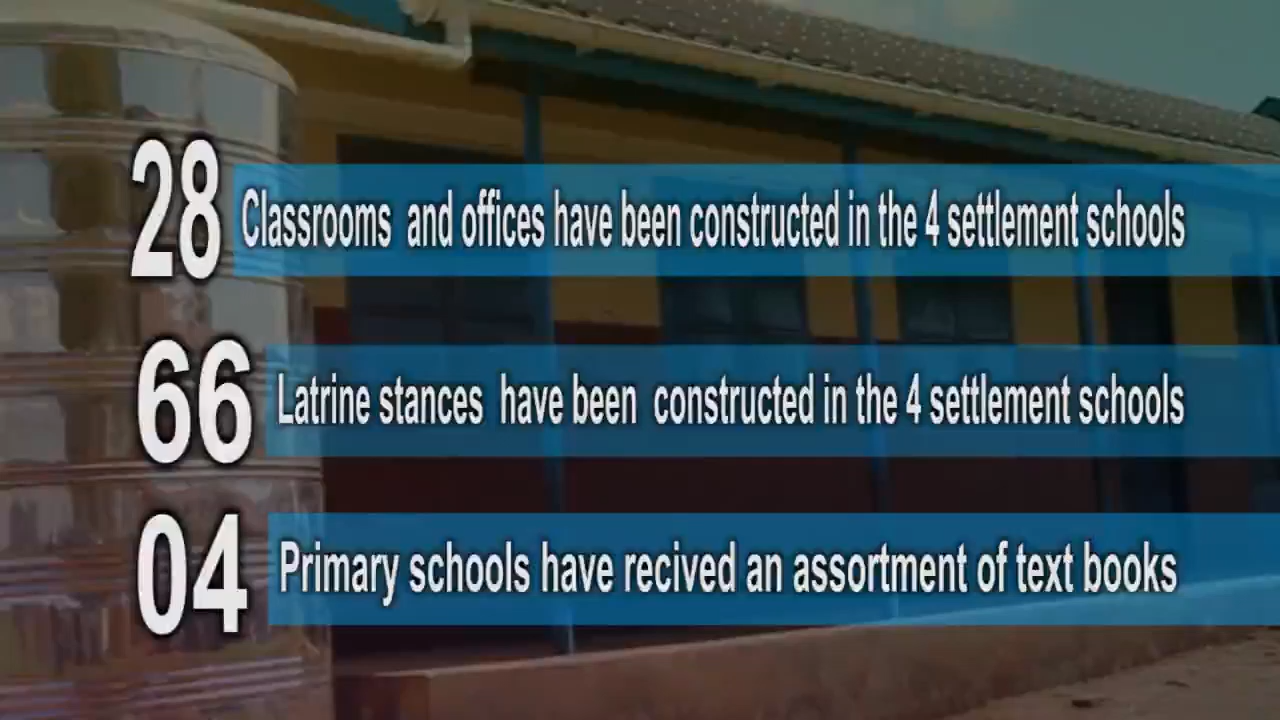 28 Classrooms and offices have been constructed in the 4 settlement schools
66 Latrine stances have been constructed in the 4 settlement schools
04 Primary schools have recived an assortment of text books